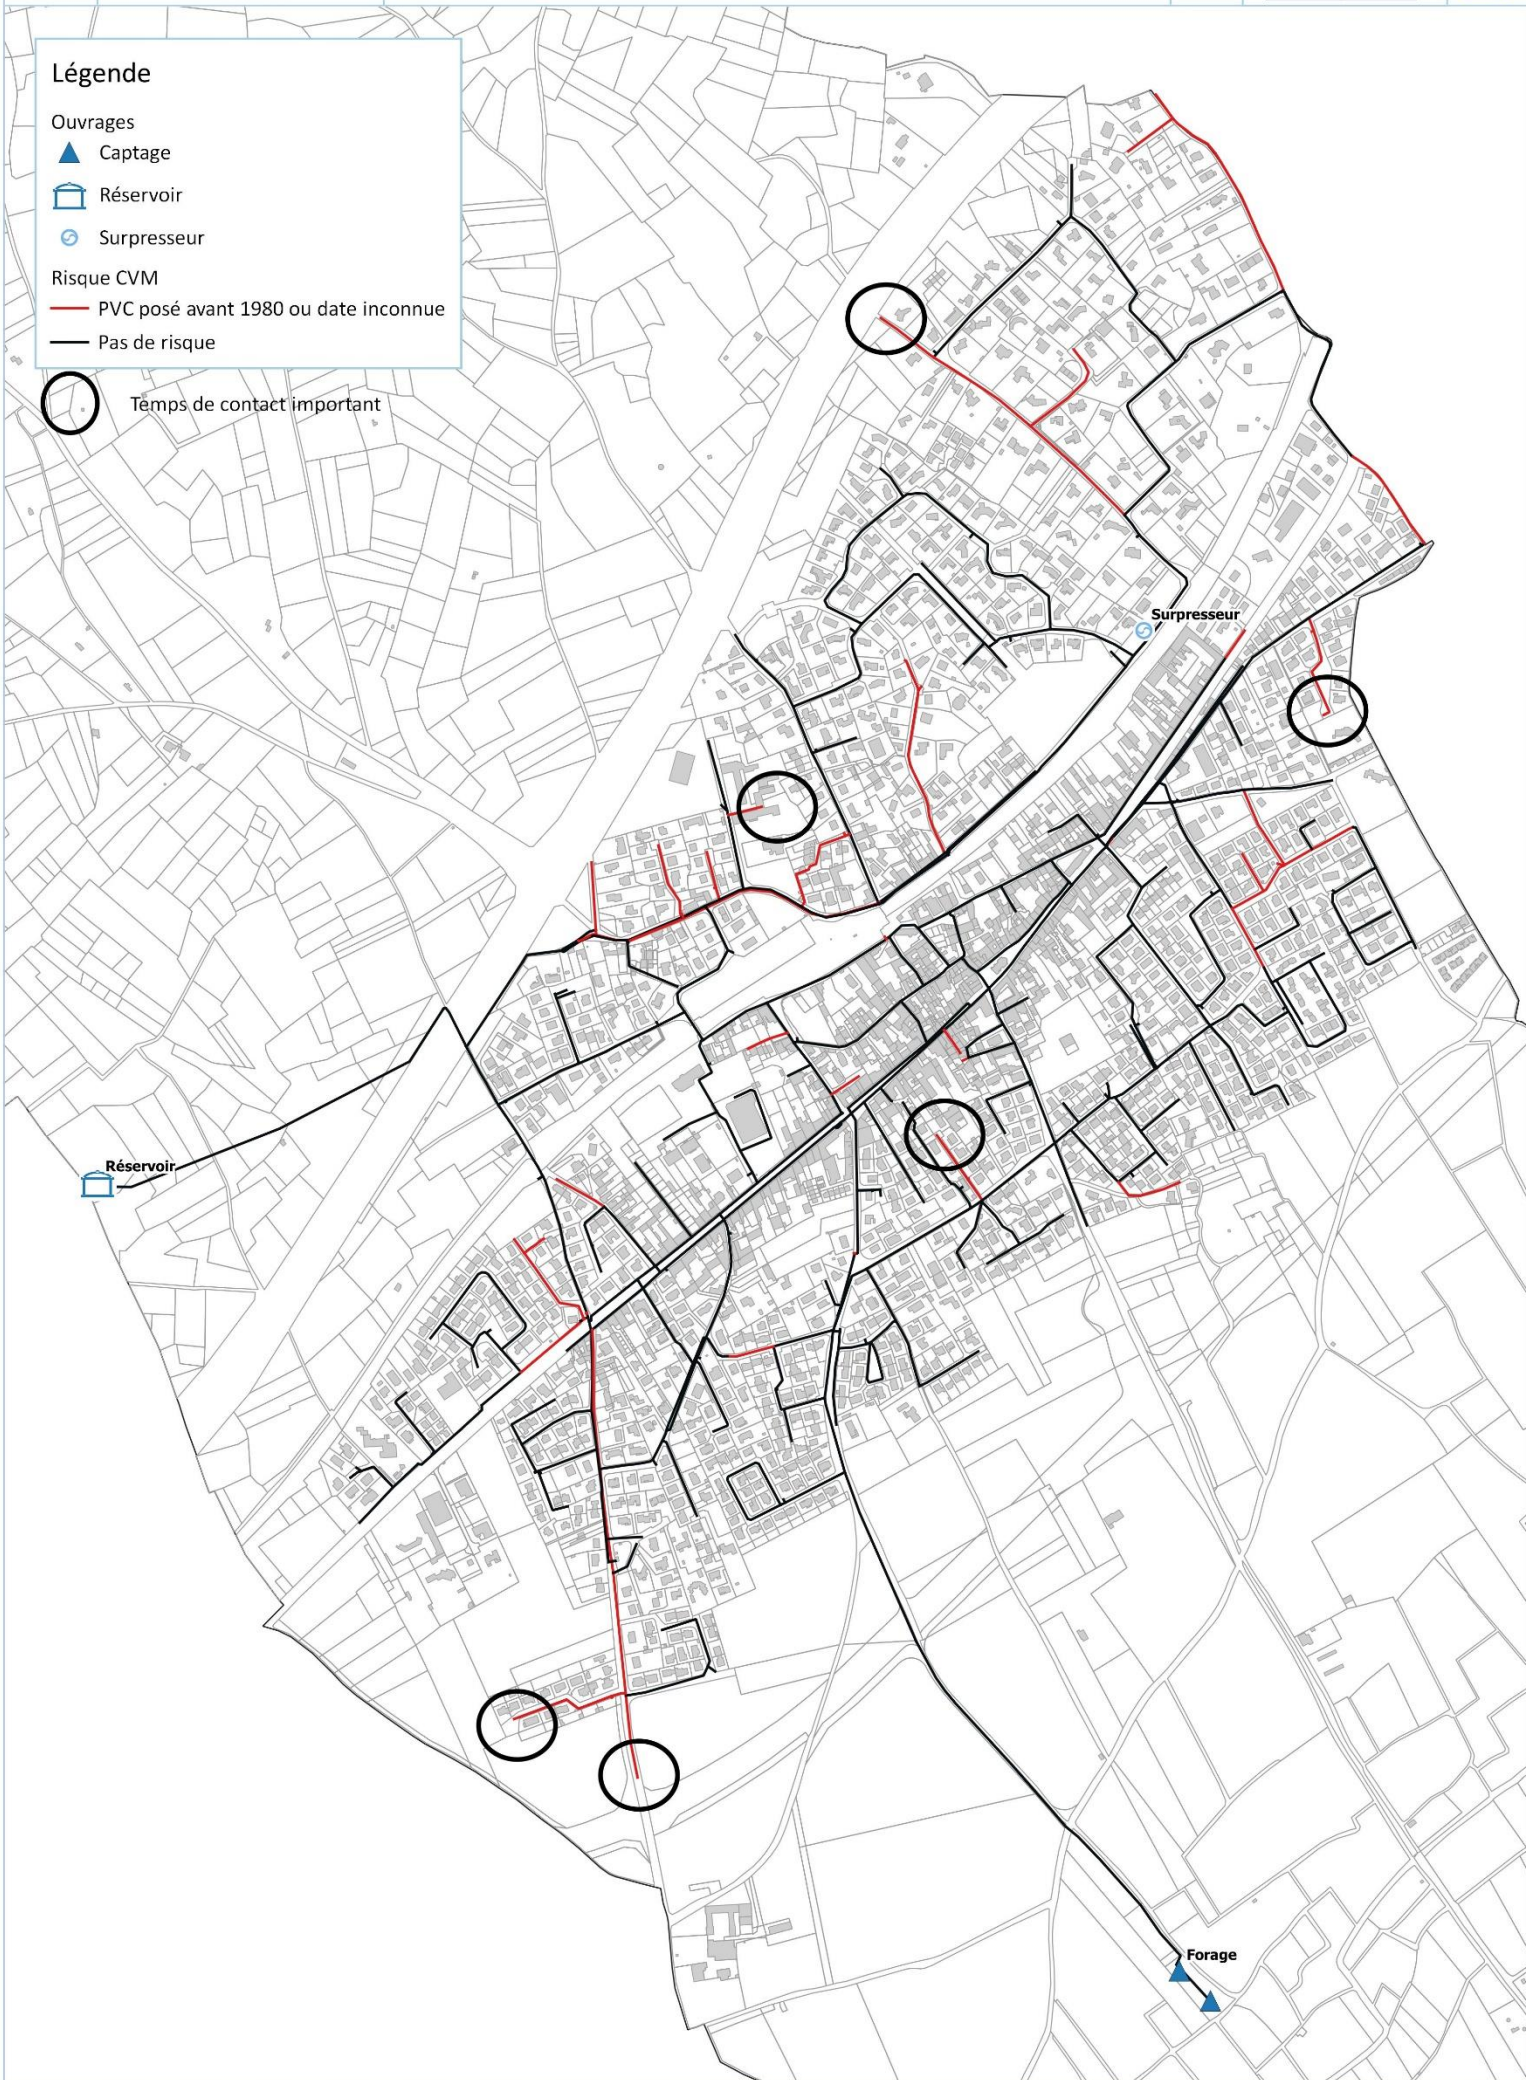 Légende
Ouvrages
Captage
Réservoir
Surpresseur
Risque CVM
PVC posé avant 1980 ou date inconnue
Pas de risque
Temps de contact important
Surpresseur
Réservoir
Forage